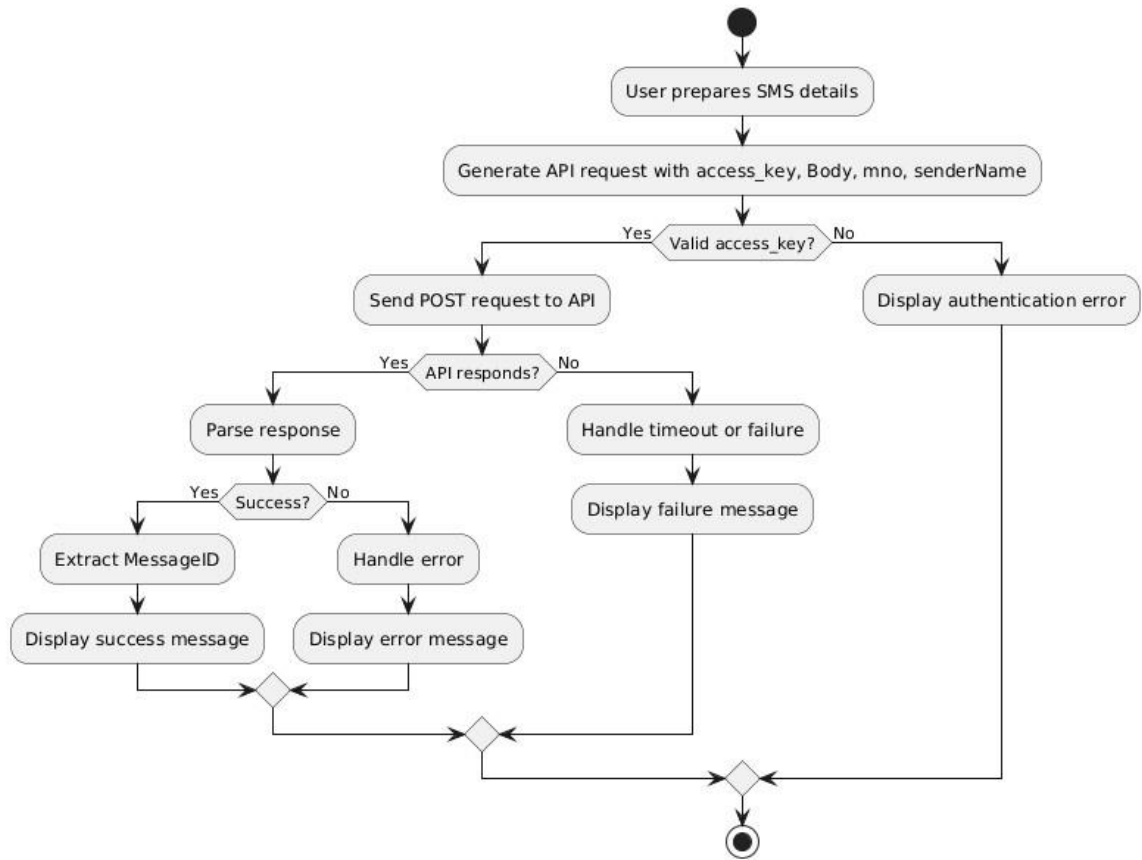 User prepares SMS details
Generate API request with access_key, Body, mno, senderName
Yes
Valid access_key?
No
Send POST request to API
Display authentication error
Yes
API responds?
No
Parse response
Handle timeout or failure
Yes
Success?
No
Display failure message
Extract MessageID
Handle error
Display success message
Display error message